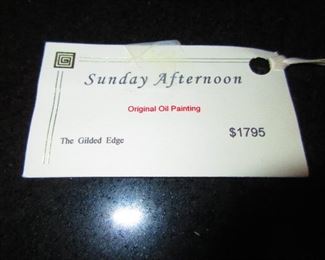 Sunday Afternoon
Original Oil Painting
The Gilded Edge $1795